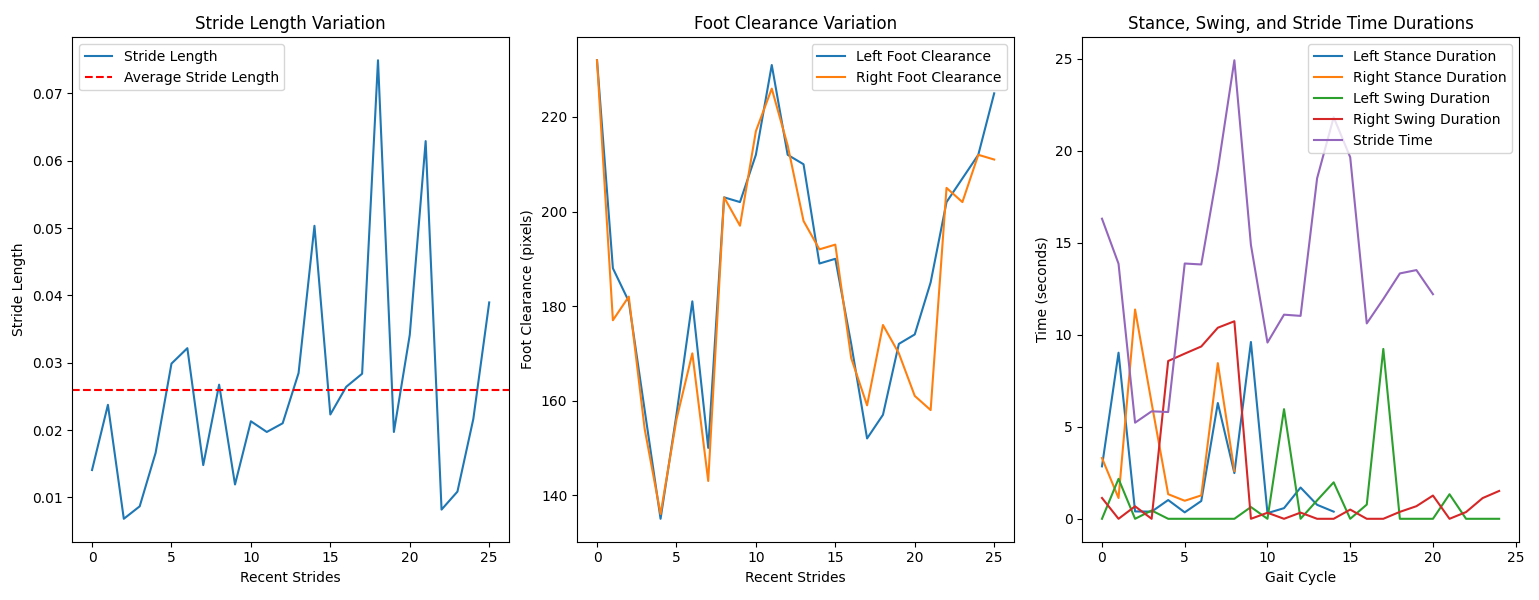 Stride Length Variation
Stride Length
Average Stride Length
0.07
0.06
0.05
0.04
0.03
0.02
0.01
Stride Length
0 5 10 15 20 25
Recent Strides
Foot Clearance Variation
Left Foot Clearance
Right Foot Clearance
220
200
180
160
140
Foot Clearance (pixels)
0 5 10 15 20 25
Recent Strides
Stance, Swing, and Stride Time Durations
Left Stance Duration
Right Stance Duration
Left Swing Duration
Right Swing Duration
Stride Time
25
20
15
10
5
0
Time (seconds)
0 5 10 15 20 25
Gait Cycle